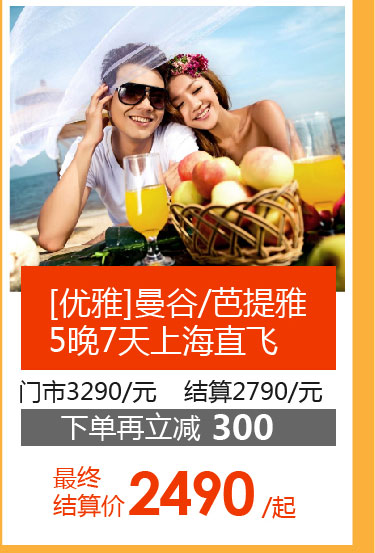 [优雅]曼谷/芭提雅
5晚7天上海直飞
门市3290/元 结算2790/元
下单再立减 300
最终
结算价 2490 /起